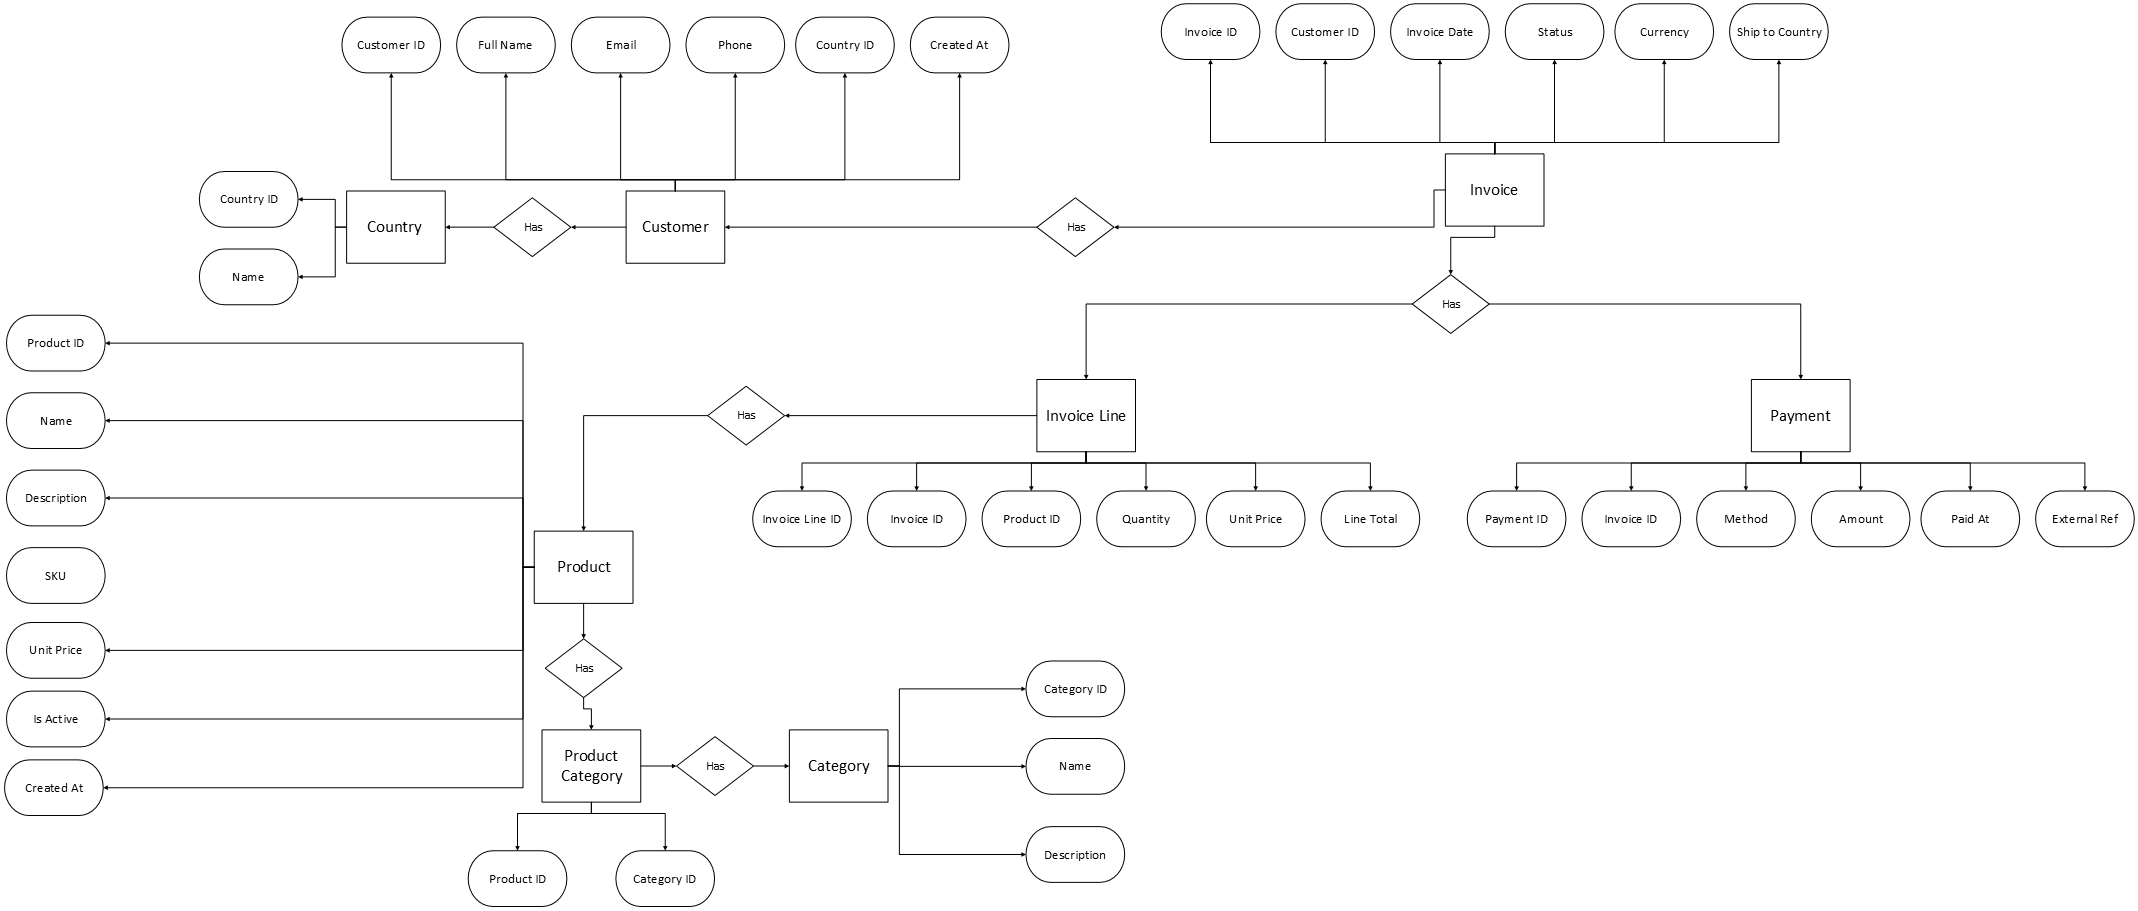 Customer ID
Full Name
Email
Phone
Country ID
Created At
Invoice ID
Customer ID
Invoice Date
Status
Currency
Ship to Country
Country ID
Name
Country
Has
Customer
Has
Invoice
Has
Product ID
Name
Description
SKU
Unit Price
Is Active
Created At
Has
Invoice Line
Payment
Invoice Line ID
Invoice ID
Product ID
Quantity
Unit Price
Line Total
Payment ID
Invoice ID
Method
Amount
Paid At
External Ref
Product
Has
Product
Category
Has
Category
Category ID
Name
Description
Product ID
Category ID